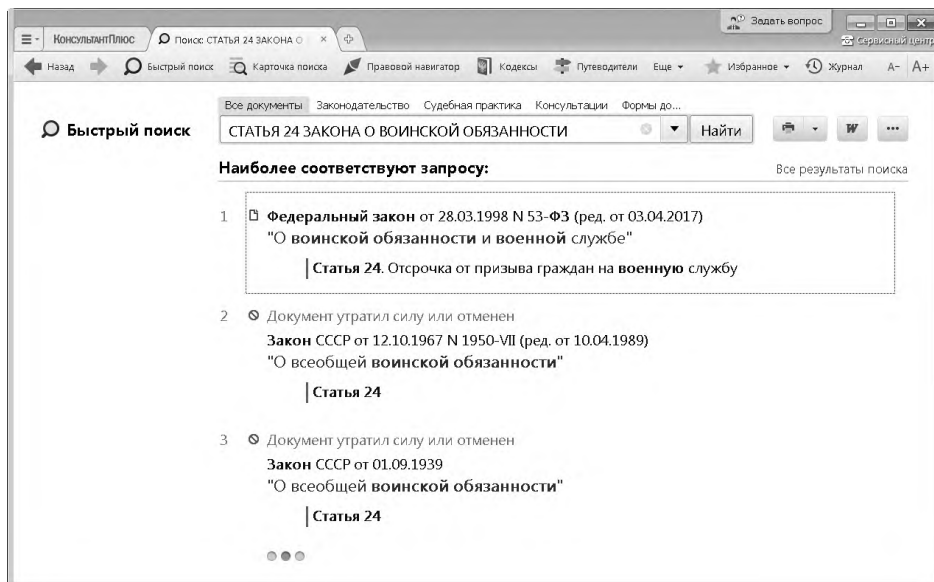 Задать вопрос
КонсультантПлюс Поиск: СТАТЬЯ 24 ЗАКОНА О
Сервисный центр
Назад Быстрый поиск Карточка поиска Правовой навигатор Кодексы Путеводители Еще Избранное Журнал A- A+
Все документы Законодательство Судебная практика Консультации Формы до...
Быстрый поиск СТАТЬЯ 24 ЗАКОНА О ВОИНСКОЙ ОБЯЗАННОСТИ Найти W
Наиболее соответствуют запросу: Все результаты поиска
1 Федеральный закон от 28.03.1998 N 53-ФЗ (ред. от 03.04.2017)
"О воинской обязанности и военной службе"
Статья 24. Отсрочка от призыва граждан на военную службу
2 Документ утратил силу или отменен
Закон СССР от 12.10.1967 N 1950-VII (ред. от 10.04.1989)
"О всеобщей воинской обязанности"
Статья 24
3 Документ утратил силу или отменен
Закон СССР от 01.09.1939
"О всеобщей воинской обязанности"
Статья 24